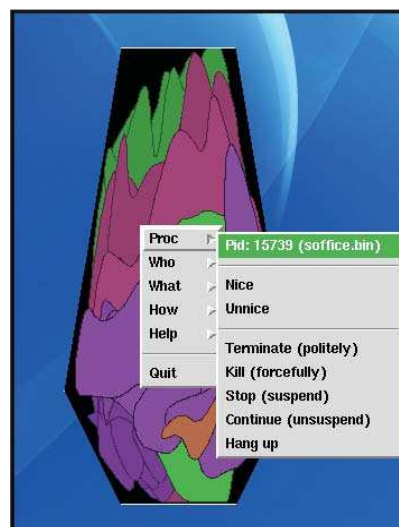 Proc
Who
What
How
Help
Quit
Pid: 15739 (soffice.bin)
Nice
Unnice
Terminate (politely)
Kill (forcefully)
Stop (suspend)
Continue (unsuspend)
Hang up